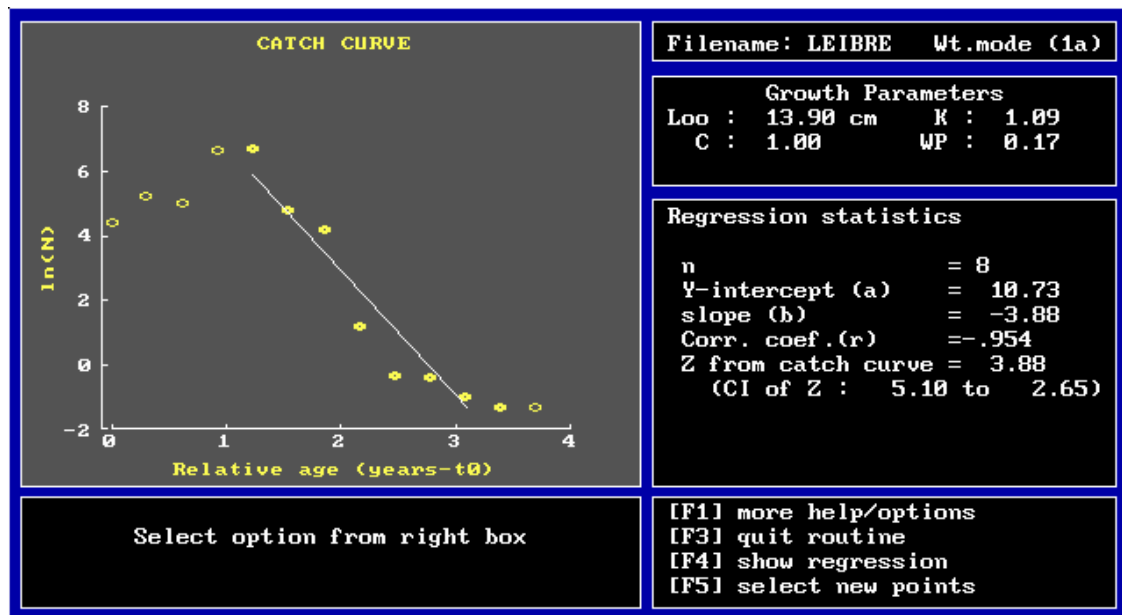 CATCH CURVE
ln(N)
8
6
4
2
0
-2
0 1 2 3 4
Relative age (years-t0)
Filename: LEIBRE Wt.mode (1a)
Growth Parameters
Loo : 13.90 cm K : 1.09
C : 1.00 WP : 0.17
Regression statistics
n = 8
Y-intercept (a) = 10.73
slope (b) = -3.88
Corr. coef.(r) =-.954
Z from catch curve = 3.88
(CI of Z : 5.10 to 2.65)
Select option from right box
[F1] more help/options
[F3] quit routine
[F4] show regression
[F5] select new points